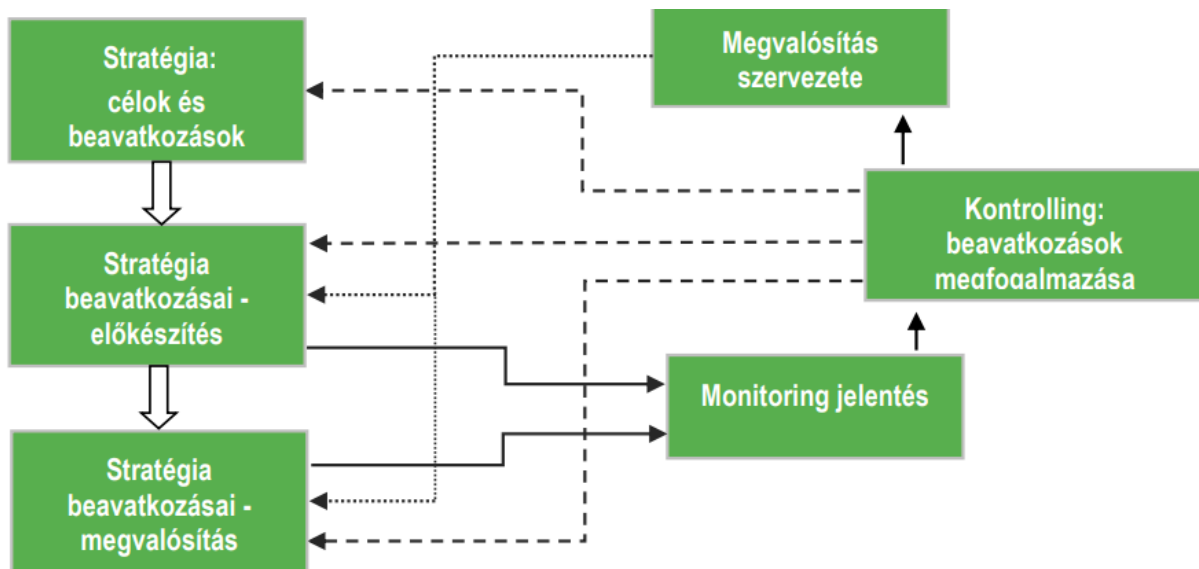 Stratégia:
célok és
beavatkozások
Megvalósítás
szervezete
Stratégia
beavatkozásai -
előkészítés
Kontrolling:
beavatkozások
megfogalmazása
Monitoring jelentés
Stratégia
beavatkozásai -
megvalósítás